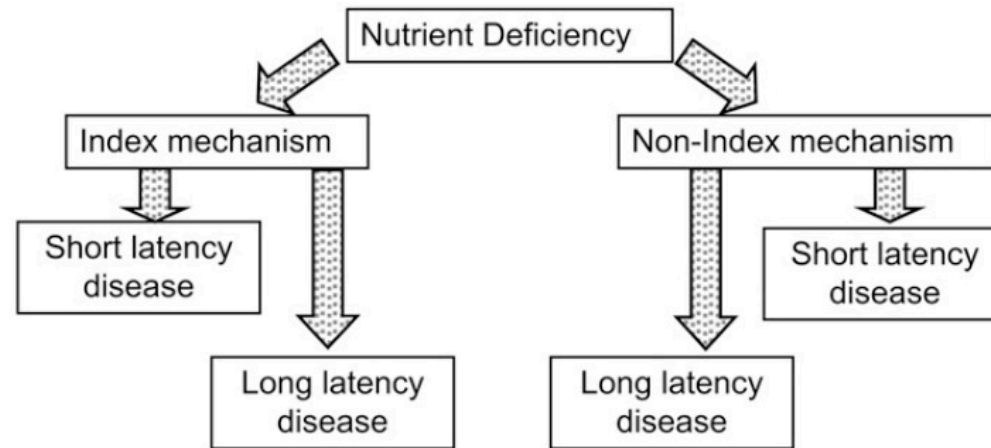 Nutrient Deficiency
Index mechanism
Non-Index mechanism
Short latency
disease
Short latency
disease
Long latency
disease
Long latency
disease